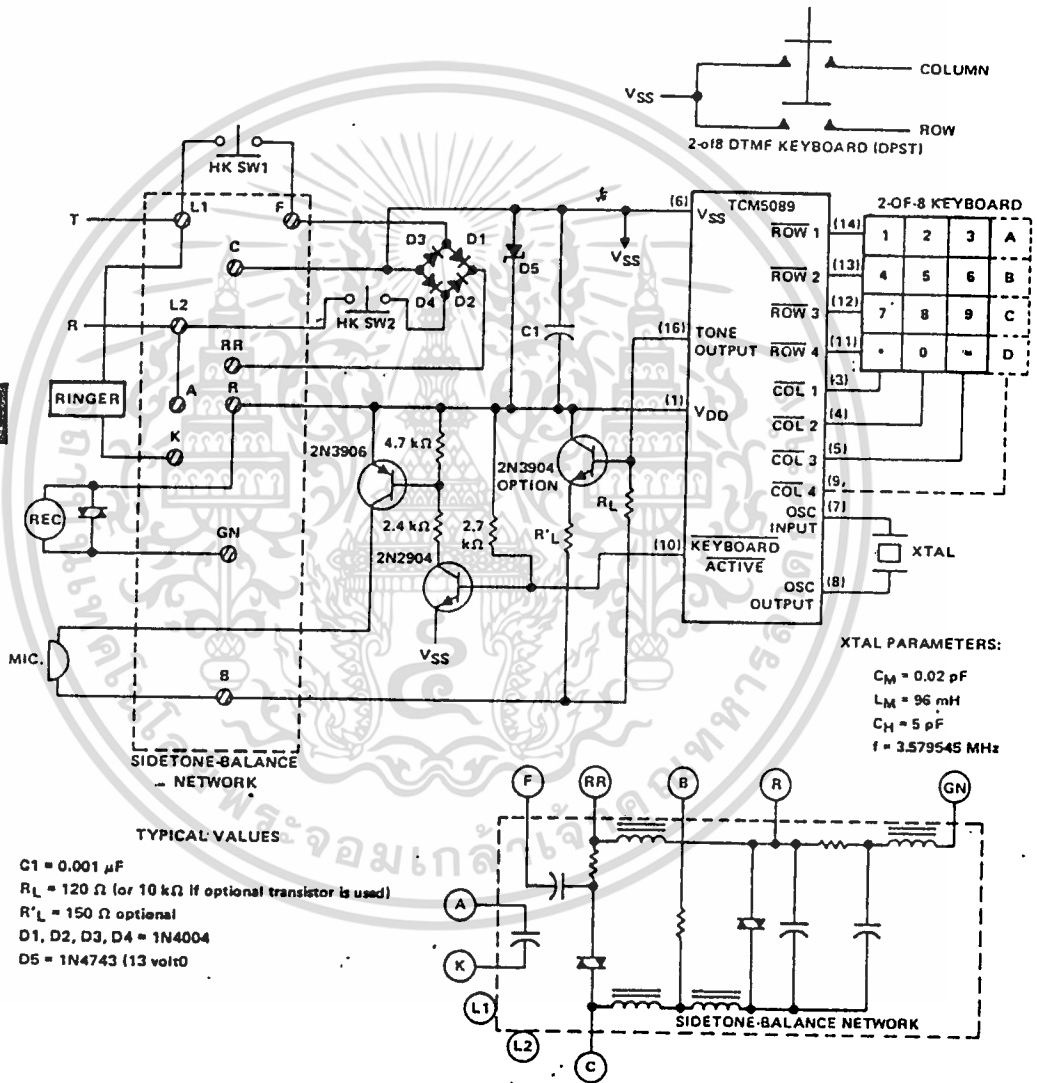 COLUMN
VSS
ROW
2-of8 DTMF KEYBOARD (DPST)
HK SW1
T
L1
F
C
D3
D1
D4
D2
D5
L2
R
HK SW2
RR
A
R
RINGER
K
REC
GN
MIC.
B
SIDETONE-BALANCE
NETWORK
C1
VSS
2N3906
4.7 kΩ
2.4 kΩ
2N2904
VSS
2.7
kΩ
2N3904
OPTION
RL
R'L
(6)
(16)
(1)
(10)
TCM5089
VSS
TONE
OUTPUT
VDD
KEYBOARD
ACTIVE
ROW 1
ROW 2
ROW 3
ROW 4
COL 1
COL 2
COL 3
COL 4
OSC
INPUT
OSC
OUTPUT
(14)
(13)
(12)
(11)
(3)
(4)
(5)
(9)
(7)
(8)
2-OF-8 KEYBOARD
1 2 3 A
4 5 6 B
7 8 9 C
0 D
XTAL
XTAL PARAMETERS:
CM = 0.02 pF
LM = 96 mH
CH = 5 pF
f = 3.579545 MHz
TYPICAL VALUES
C1 = 0.001 µF
RL = 120 Ω (or 10 kΩ if optional transistor is used)
R'L = 150 Ω optional
D1, D2, D3, D4 = 1N4004
D5 = 1N4743 (13 volt0
F
RR
B
R
GN
A
K
L1
L2
C
SIDETONE-BALANCE NETWORK